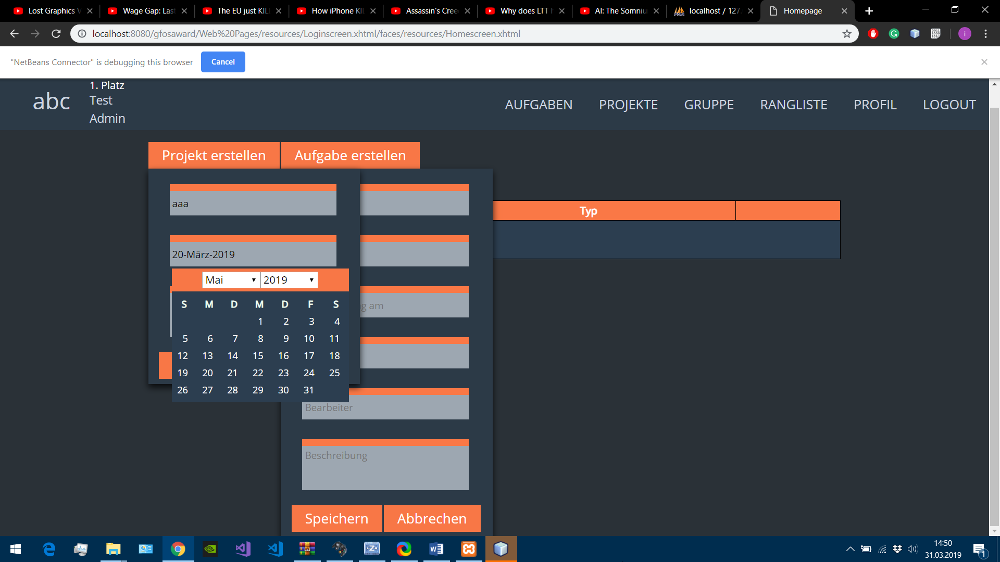 Lost Graphics V
Wage Gap: Las
The EU just KIL
How iPhone KI
Assassin's Cree
Why does LTT
AI: The Somniu
localhost / 127.
Homepage
localhost:8080/gfosaward/Web%20Pages/resources/Loginscreen.xhtml/faces/resources/Homescreen.xhtml
"NetBeans Connector" is debugging this browser
Cancel
abc
1. Platz
Test
Admin
AUFGABEN
PROJEKTE
GRUPPE
RANGLISTE
PROFIL
LOGOUT
Projekt erstellen
Aufgabe erstellen
aaa
Typ
20-März-2019
Mai
2019
S M D M D F S
1 2 3 4
5 6 7 8 9 10 11
12 13 14 15 16 17 18
19 20 21 22 23 24 25
26 27 28 29 30 31
g am
Bearbeiter
Beschreibung
Speichern
Abbrechen
14:50
31.03.2019
1